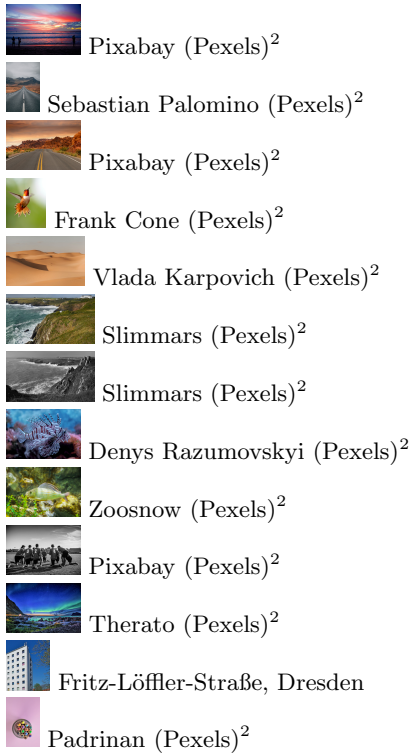 Pixabay (Pexels)²
Sebastian Palomino (Pexels)²
Pixabay (Pexels)²
Frank Cone (Pexels)²
Vlada Karpovich (Pexels)²
Slimmars (Pexels)²
Slimmars (Pexels)²
Denys Razumovskyi (Pexels)²
Zoosnow (Pexels)²
Pixabay (Pexels)²
Therato (Pexels)²
Fritz-Löffler-Straße, Dresden
Padrinan (Pexels)²